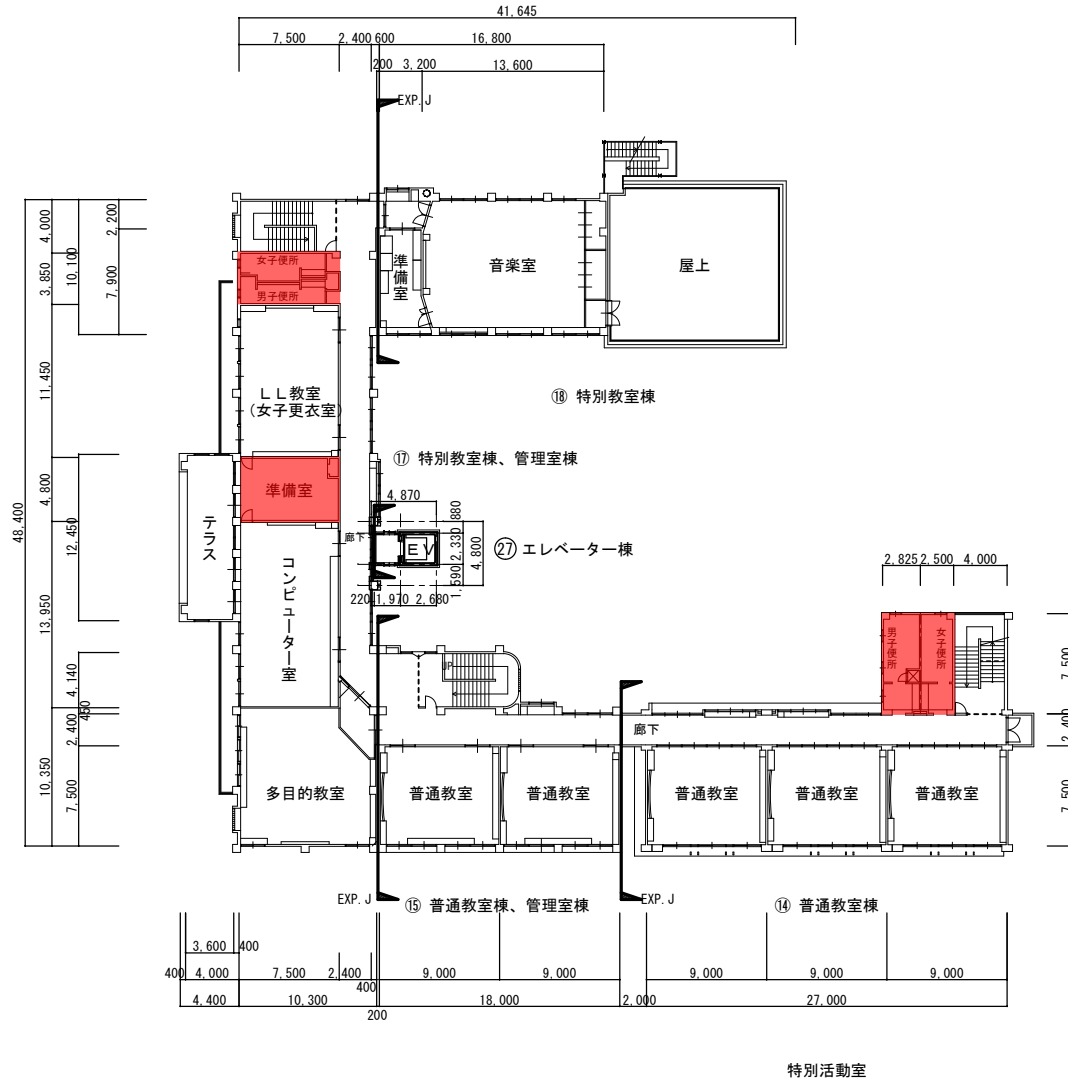 41,645
7,500
2,400
600
16,800
200
3,200
13,600
EXP.J
4,000
3,850
10,100
2,200
7,900
女子便所
男子便所
準備室
音楽室
屋上
11,450
ＬＬ教室
(女子更衣室)
⑱ 特別教室棟
⑰ 特別教室棟、管理室棟
48,400
4,800
12,450
準備室
テラス
4,870
廊下
EV
880
2,330
1,590
4,800
㉗ エレベーター棟
220
1,970
2,680
コンピューター室
2,825
2,500
4,000
男子便所
女子便所
7,500
13,950
4,140
450
2,400
UP
廊下
2,400
10,350
7,500
多目的教室
普通教室
普通教室
普通教室
普通教室
普通教室
7,500
EXP.J
⑮ 普通教室棟、管理室棟
EXP.J
⑭ 普通教室棟
3,600
400
400
4,000
7,500
2,400
9,000
9,000
9,000
9,000
9,000
400
4,400
10,300
18,000
2,000
27,000
200
特別活動室